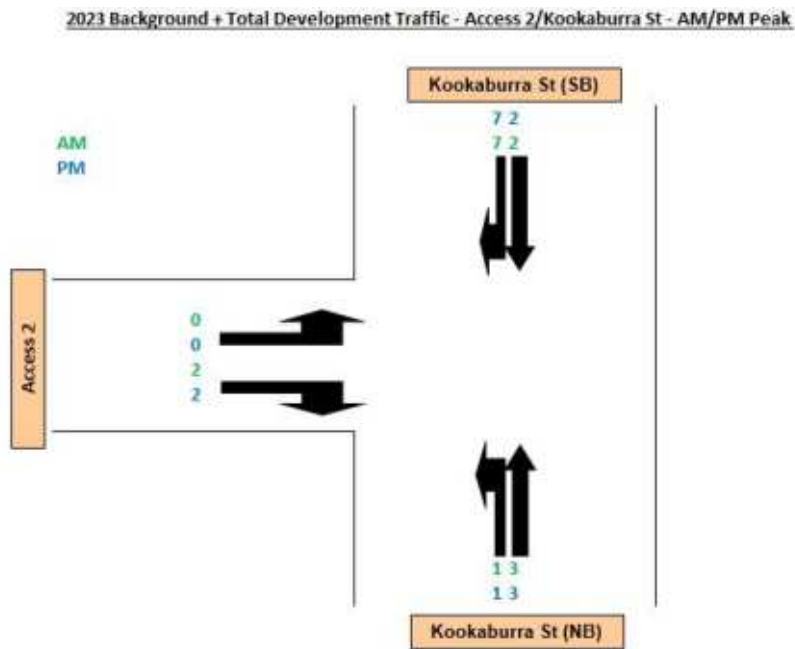 2023 Background + Total Development Traffic - Access 2/Kookaburra St - AM/PM Peak
Kookaburra St (SB)
7 2
7 2
AM
PM
Access 2
0
0
2
2
1 3
1 3
Kookaburra St (NB)